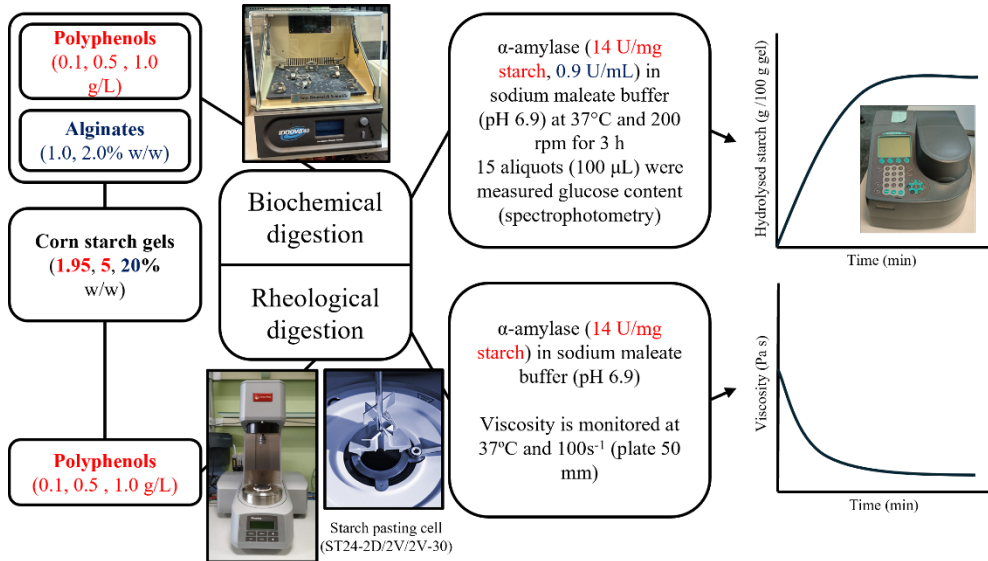 Polyphenols
(0.1, 0.5 , 1.0
g/L)
Alginates
(1.0, 2.0% w/w)
Corn starch gels
(1.95, 5, 20%
w/w)
Polyphenols
(0.1, 0.5 , 1.0 g/L)
innova
Biochemical
digestion
Rheological
digestion
Starch pasting cell
(ST24-2D/2V/2V-30)
α-amylase (14 U/mg
starch, 0.9 U/mL) in
sodium maleate buffer
(pH 6.9) at 37°C and 200
rpm for 3 h
15 aliquots (100 µL) were
measured glucose content
(spectrophotometry)
α-amylase (14 U/mg
starch) in sodium maleate
buffer (pH 6.9)
Viscosity is monitored at
37ºC and 100s⁻¹ (plate 50
mm)
Hydrolysed starch (g /100 g gel)
Time (min)
Viscosity (Pa s)
Time (min)